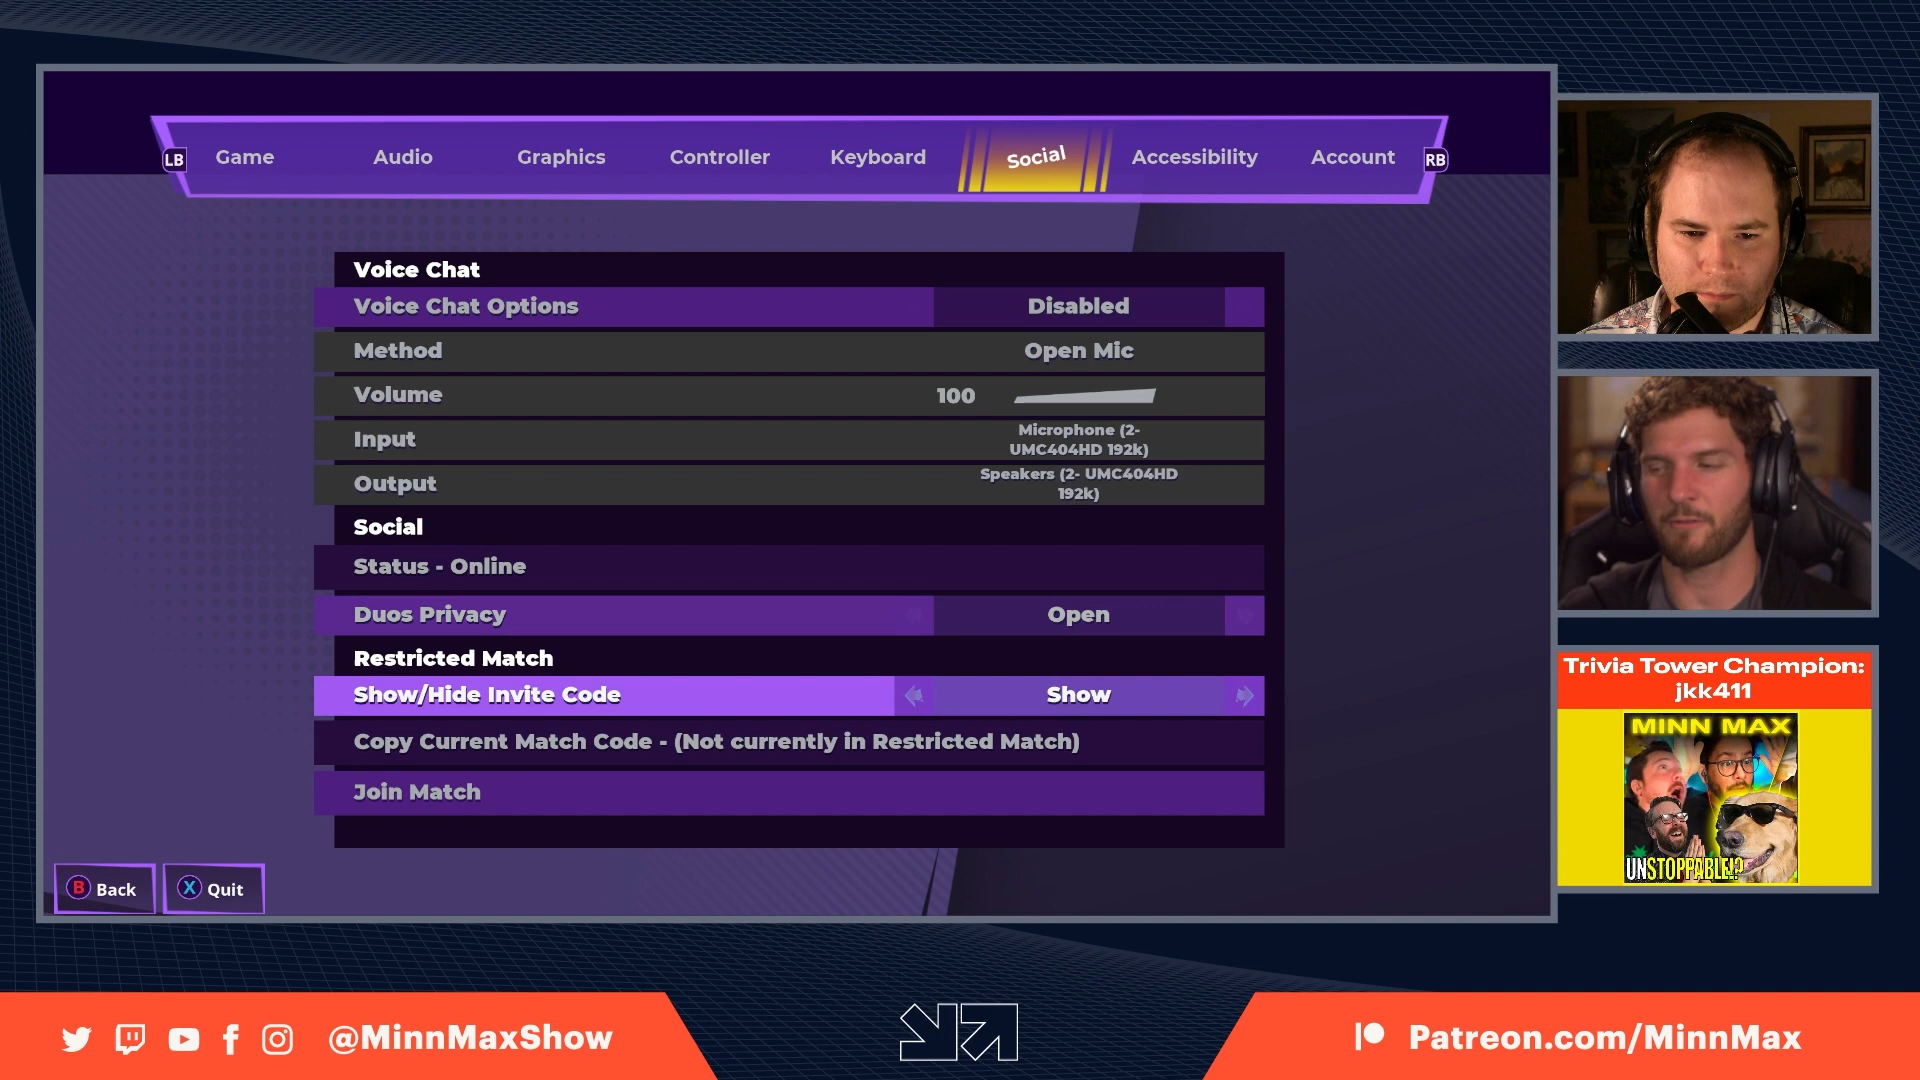 LB
Game
Audio
Graphics
Controller
Keyboard
Social
Accessibility
Account
RB
Voice Chat
Voice Chat Options
Disabled
Method
Open Mic
Volume
100
Input
Microphone (2-
UMC404HD 192k)
Output
Speakers (2- UMC404HD
192k)
Social
Status - Online
Duos Privacy
Open
Restricted Match
Show/Hide Invite Code
Show
Copy Current Match Code - (Not currently in Restricted Match)
Join Match
B Back
X Quit
Trivia Tower Champion:
jkk411
MINN MAX
UNSTOPPABLE!?
@MinnMaxShow
Patreon.com/MinnMax